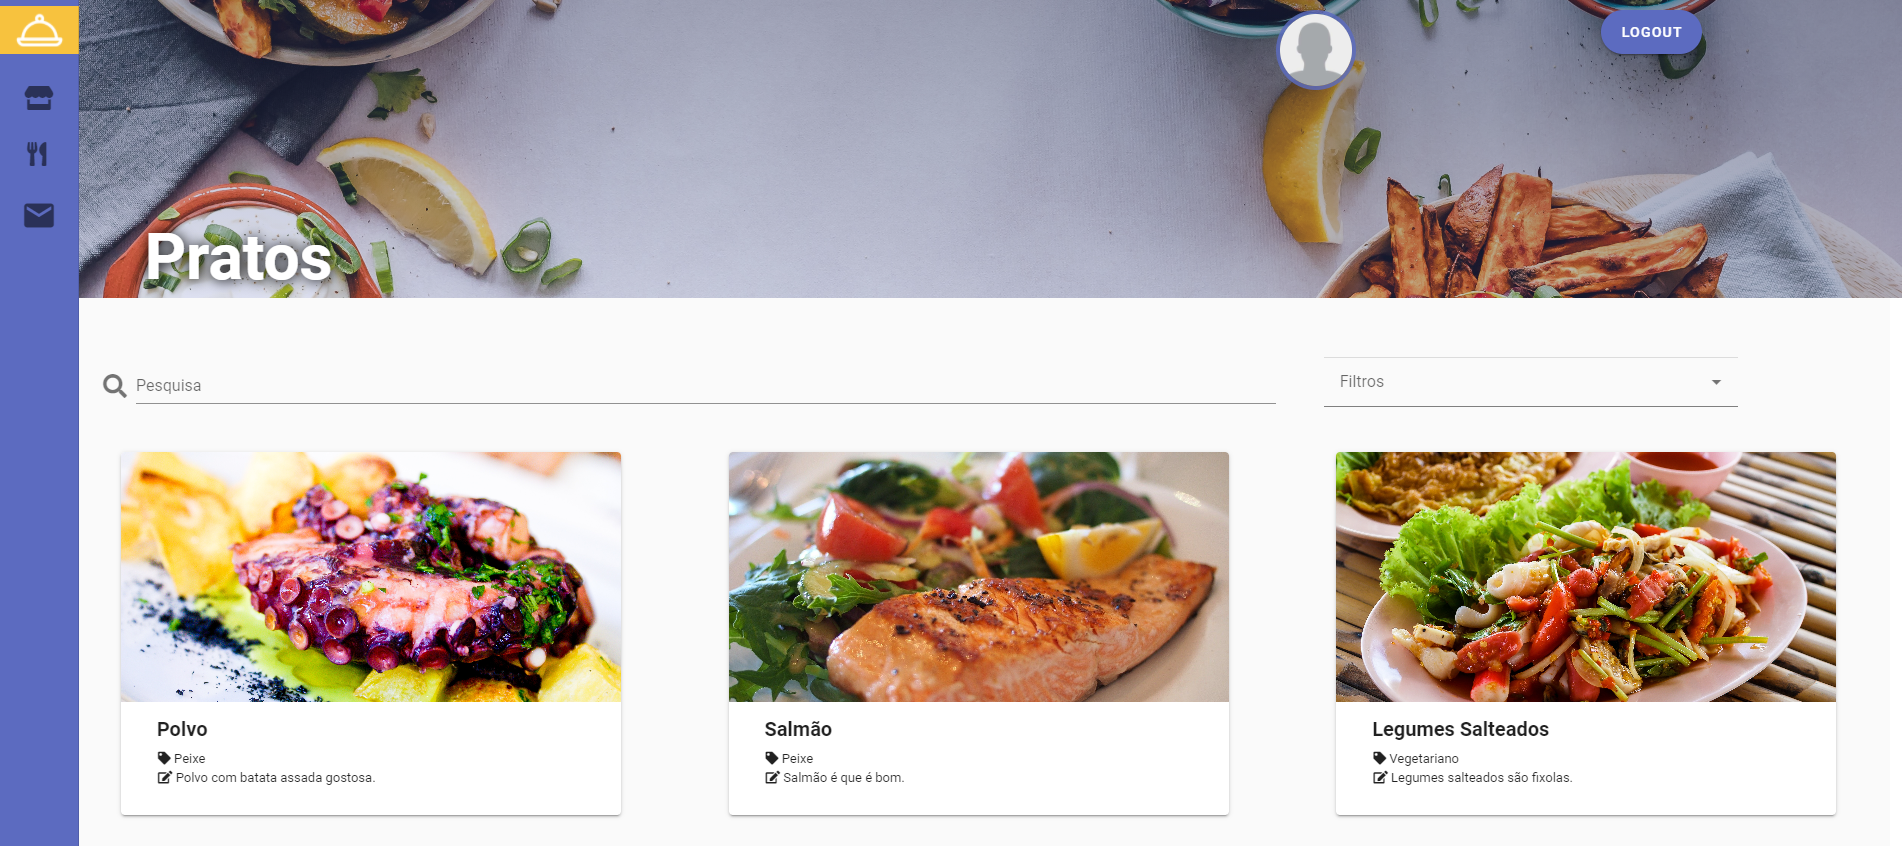 LOGOUT
Pratos
Pesquisa
Filtros
Polvo
Peixe
Polvo com batata assada gostosa.
Salmão
Peixe
Salmão é que é bom.
Legumes Salteados
Vegetariano
Legumes salteados são fixolas.